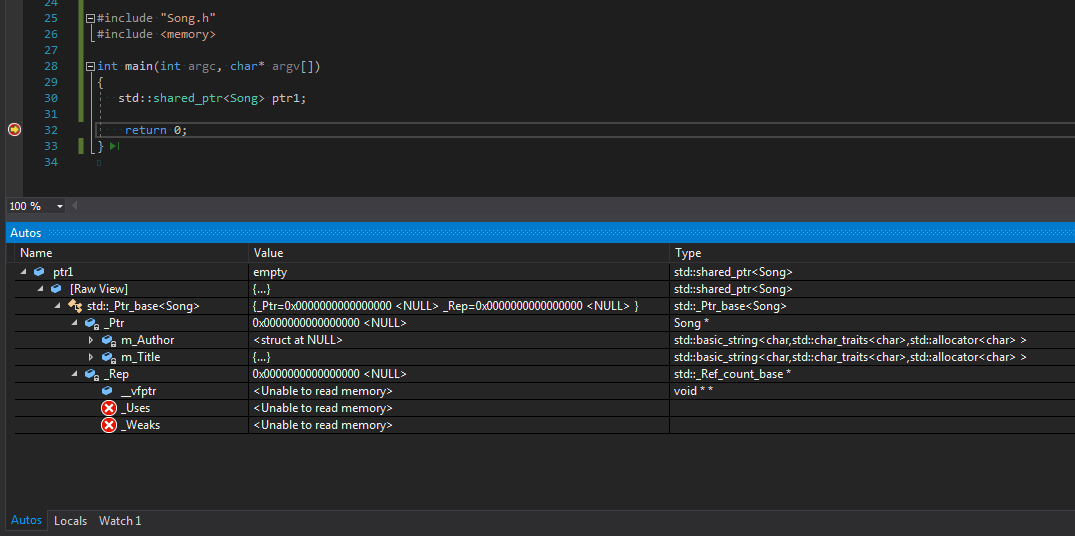 24
25 #include "Song.h"
26 #include <memory>
27
28 int main(int argc, char* argv[])
29 {
30 std::shared_ptr<Song> ptr1;
31
32 return 0;
33 }
34
100 %
Autos
Name Value Type
ptr1 empty std::shared_ptr<Song>
[Raw View] {...} std::shared_ptr<Song>
std::_Ptr_base<Song> {_Ptr=0x0000000000000000 <NULL> _Rep=0x0000000000000000 <NULL> } std::_Ptr_base<Song>
_Ptr 0x0000000000000000 <NULL> Song *
m_Author <struct at NULL> std::basic_string<char,std::char_traits<char>,std::allocator<char> >
m_Title {...} std::basic_string<char,std::char_traits<char>,std::allocator<char> >
_Rep 0x0000000000000000 <NULL> std::_Ref_count_base *
__vfptr <Unable to read memory> void * *
_Uses <Unable to read memory>
_Weaks <Unable to read memory>
Autos Locals Watch 1